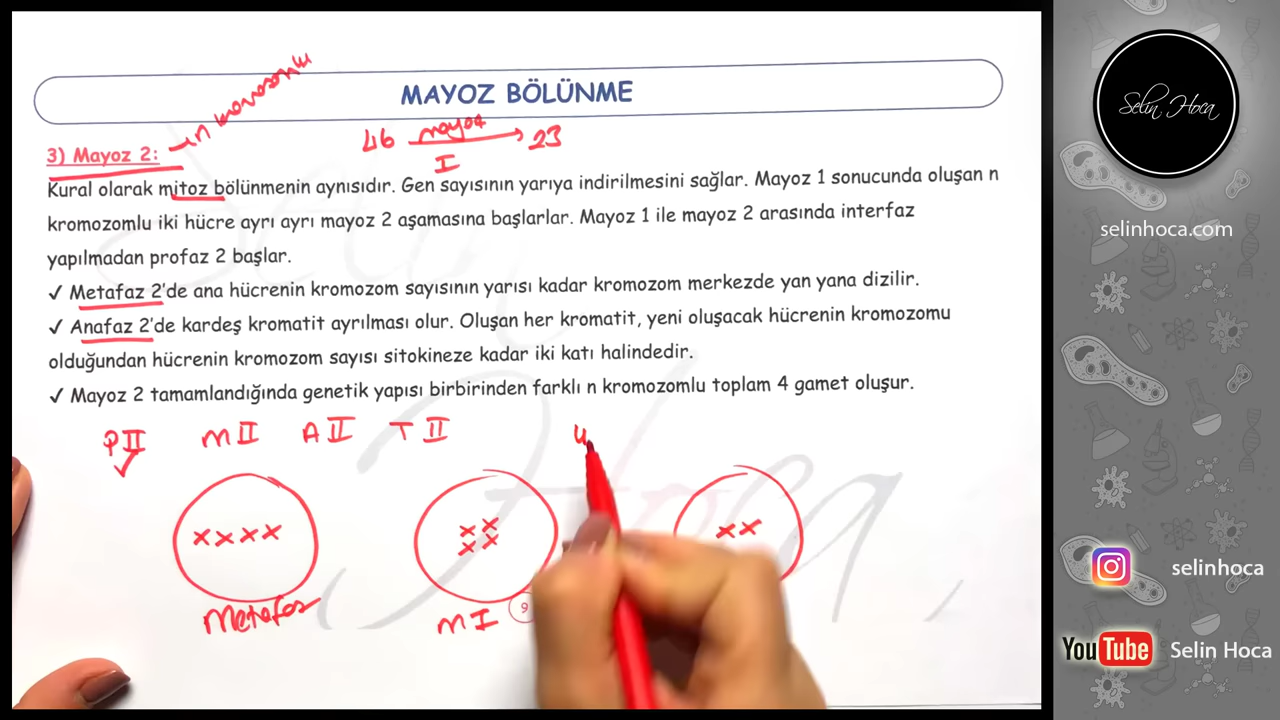 MAYOZ BÖLÜNME
n kromozomlu
46 mayoz I 23
3) Mayoz 2:
Kural olarak mitoz bölünmenin aynısıdır. Gen sayısının yarıya indirilmesini sağlar. Mayoz 1 sonucunda oluşan n
kromozomlu iki hücre ayrı ayrı mayoz 2 aşamasına başlarlar. Mayoz 1 ile mayoz 2 arasında interfaz
yapılmadan profaz 2 başlar.
✓ Metafaz 2'de ana hücrenin kromozom sayısının yarısı kadar kromozom merkezde yan yana dizilir.
✓ Anafaz 2'de kardeş kromatit ayrılması olur. Oluşan her kromatit, yeni oluşacak hücrenin kromozomu
olduğundan hücrenin kromozom sayısı sitokineze kadar iki katı halindedir.
✓ Mayoz 2 tamamlandığında genetik yapısı birbirinden farklı n kromozomlu toplam 4 gamet oluşur.
PII MII AII TII
Metafaz
MI
9
Selin Hoca
selinhoca.com
selinhoca
YouTube Selin Hoca